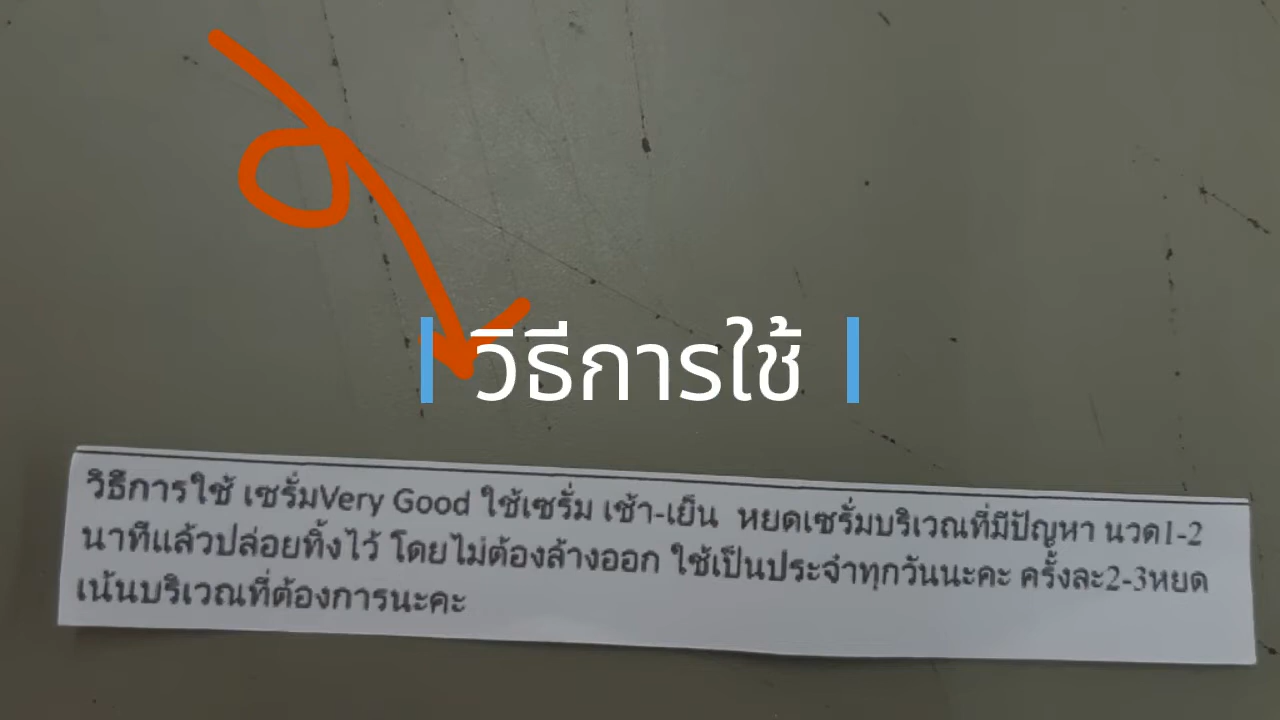 | วิธีการใช้ |
วิธีการใช้ เซรั่มVery Good ใช้เซรั่ม เช้า-เย็น หยดเซรั่มบริเวณที่มีปัญหา นวด1-2
นาทีแล้วปล่อยทิ้งไว้ โดยไม่ต้องล้างออก ใช้เป็นประจำทุกวันนะคะ ครั้งละ2-3หยด
เน้นบริเวณที่ต้องการนะคะ